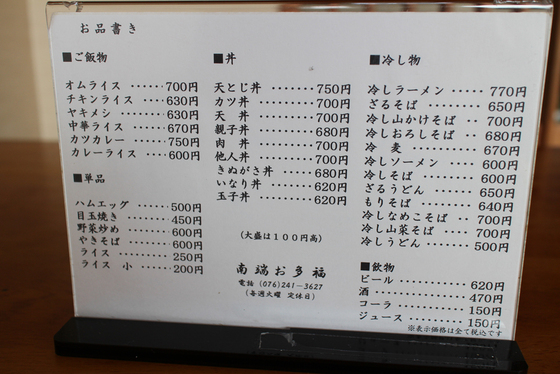 お品書き
■ご飯物
オムライス ······700円
チキンライス ····630円
ヤキメシ ········630円
中華ライス ······670円
カツカレー ······750円
カレーライス ····600円
■単品
ハムエッグ ······500円
目玉焼き ········450円
野菜炒め ········600円
やきそば ········600円
ライス ··········250円
ライス 小 ·······200円
■丼
天とじ丼 ········750円
カツ丼 ··········700円
天 丼 ··········700円
親子丼 ··········680円
肉 丼 ··········700円
他人丼 ··········700円
きぬがさ丼 ······680円
いなり丼 ········620円
玉子丼 ··········620円
(大盛は100円高)
南端お多福
電話 (076)241-3627
(毎週火曜 定休日)
■冷し物
冷しラーメン ····770円
ざるそば ········650円
冷し山かけそば ··700円
冷しおろしそば ··680円
冷 麦 ··········670円
冷しソーメン ····600円
冷しそば ········600円
ざるうどん ······650円
もりそば ········640円
冷しなめこそば ··700円
冷し山菜そば ····700円
冷しうどん ······500円
■飲物
ビール ··········620円
酒 ··············470円
コーラ ··········150円
ジュース ········150円
※表示価格は全て税込です